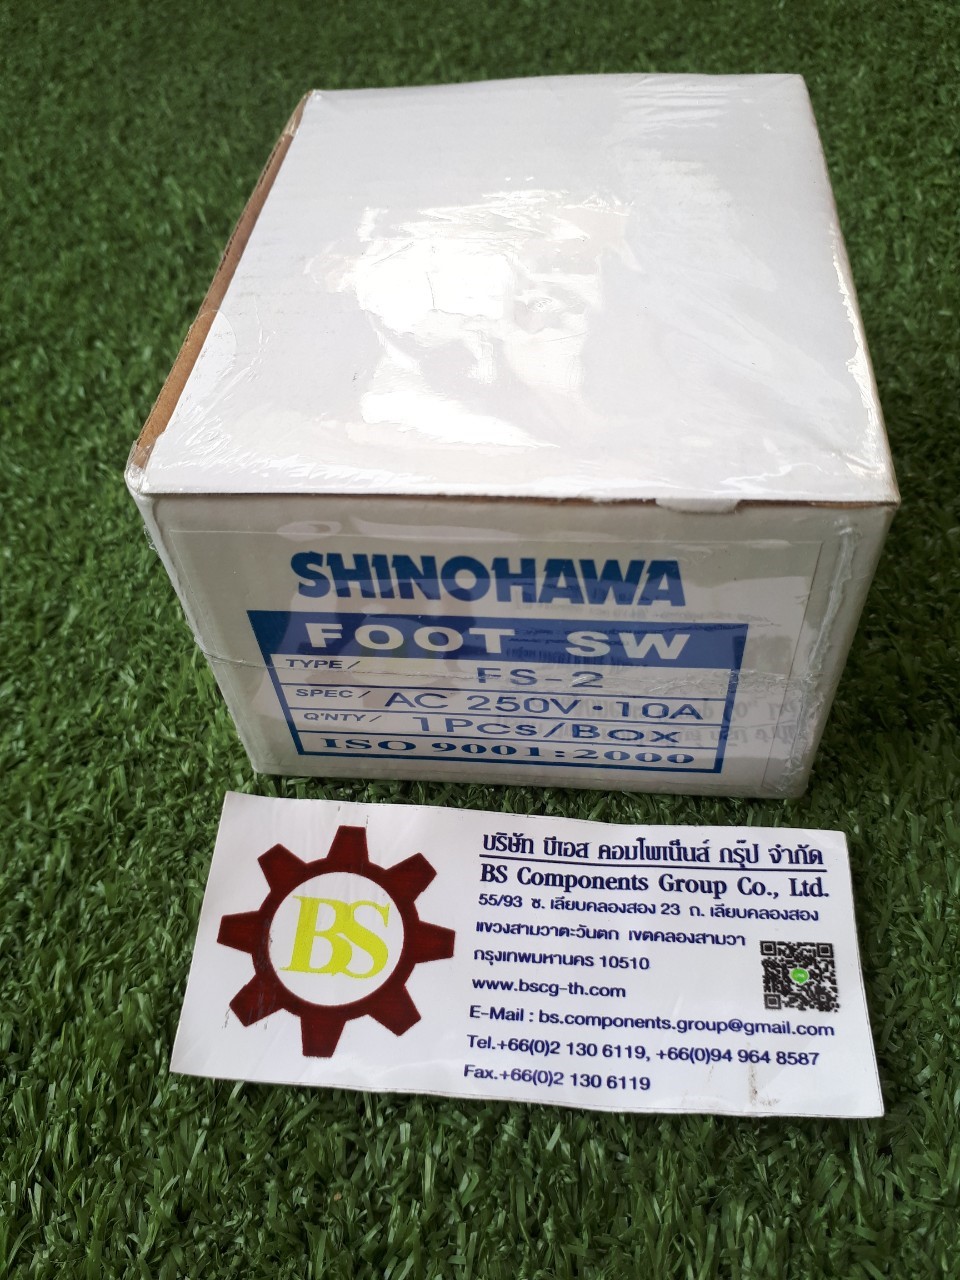 SHINOHAWA
FOOT SW
TYPE/ FS-2
SPEC/ AC 250V·10A
Q'NTY/ 1Pcs/Box
ISO 9001:2000
BS
บริษัท บีเอส คอมโพเน็นส์ กรุ๊ป จำกัด
BS Components Group Co., Ltd.
55/93 ซ. เลียบคลองสอง 23 ถ. เลียบคลองสอง
แขวงสามวาตะวันตก เขตคลองสามวา
กรุงเทพมหานคร 10510
www.bscg-th.com
E-Mail : bs.components.group@gmail.com
Tel.+66(0)2 130 6119, +66(0)94 964 8587
Fax.+66(0)2 130 6119